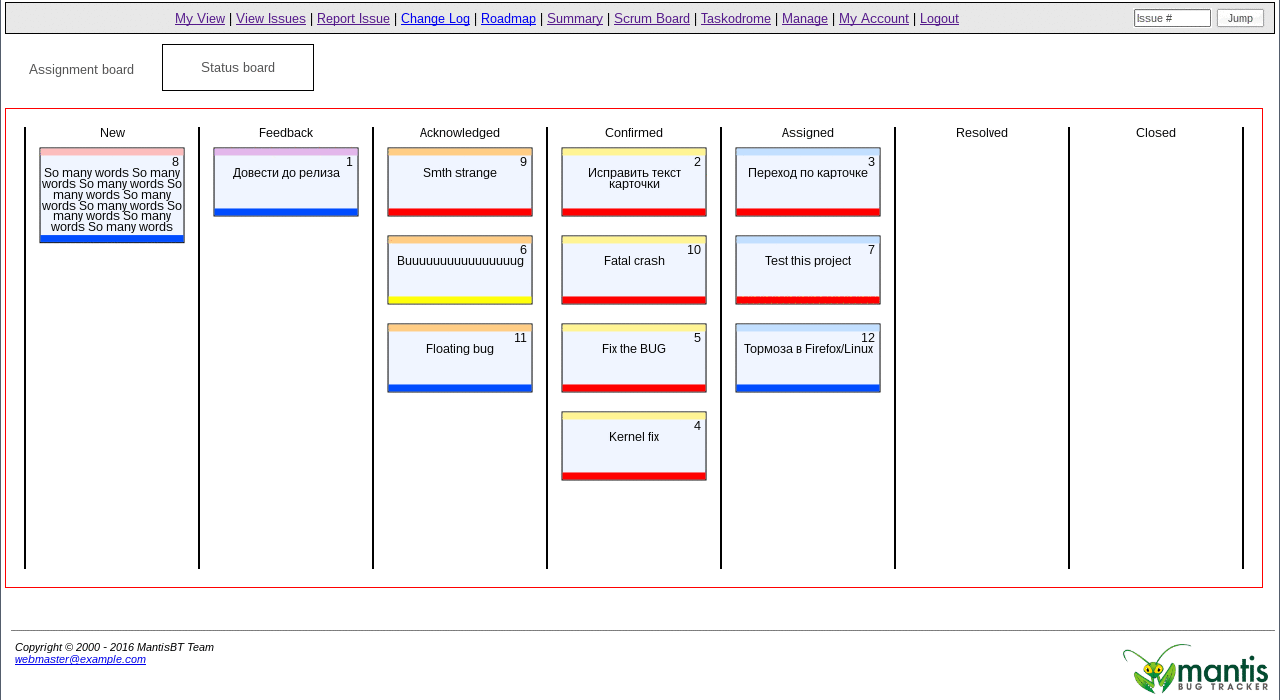 My View | View Issues | Report Issue | Change Log | Roadmap | Summary | Scrum Board | Taskodrome | Manage | My Account | Logout
Issue #
Jump
Assignment board
Status board
New
Feedback
Acknowledged
Confirmed
Assigned
Resolved
Closed
8
So many words So many
words So many words So
many words So many
words So many words So
many words So many
words So many words
1
Довести до релиза
9
Smth strange
6
Buuuuuuuuuuuuuuuug
11
Floating bug
2
Исправить текст
карточки
10
Fatal crash
5
Fix the BUG
4
Kernel fix
3
Переход по карточке
7
Test this project
12
Тормоза в Firefox/Linux
Copyright © 2000 - 2016 MantisBT Team
webmaster@example.com
mantis
BUG TRACKER